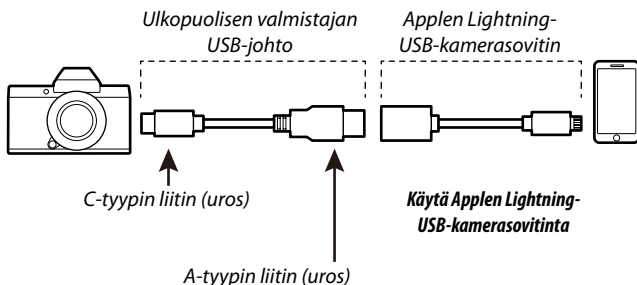 Ulkopuolisen valmistajan
USB-johto
Applen Lightning-
USB-kamerasovitin
C-tyypin liitin (uros)
Käytä Applen Lightning-
USB-kamerasovitinta
A-tyypin liitin (uros)